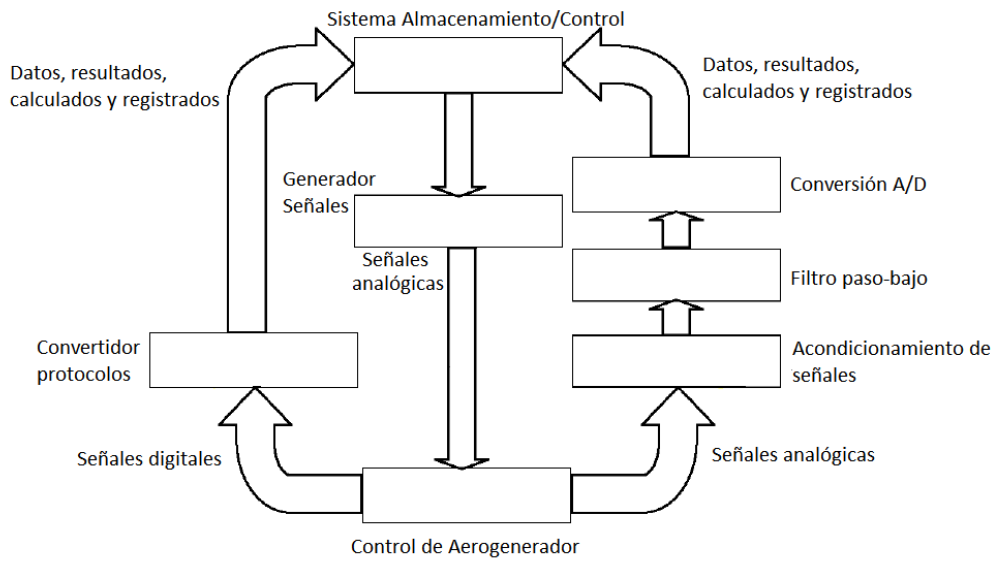 Sistema Almacenamiento/Control
Datos, resultados,
calculados y registrados
Datos, resultados,
calculados y registrados
Generador
Señales
Conversión A/D
Señales
analógicas
Filtro paso-bajo
Convertidor
protocolos
Acondicionamiento de
señales
Señales digitales
Señales analógicas
Control de Aerogenerador